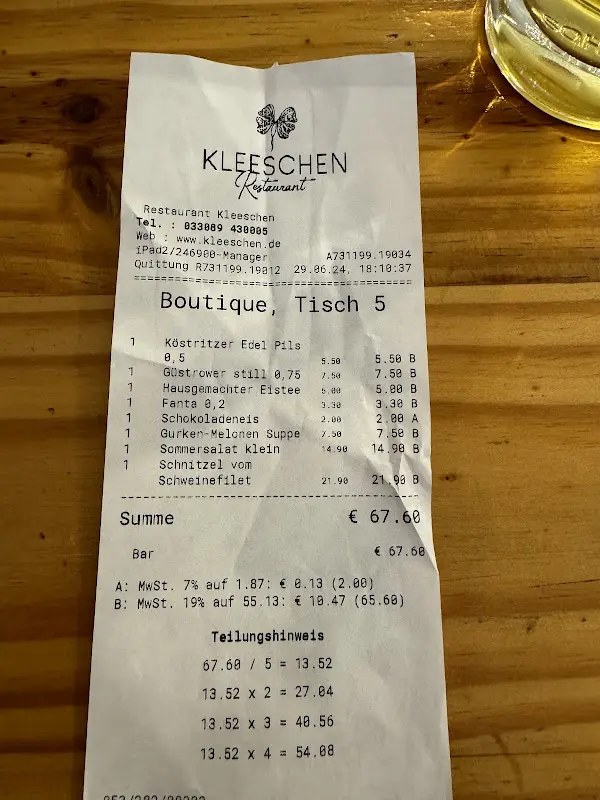 KLEESCHEN
Restaurant
Restaurant Kleeschen
Tel. : 033089 430005
Web : www.kleeschen.de
iPad2/246900-Manager A731199.19034
Quittung R731199.19012 29.06.24, 18:10:37
Boutique, Tisch 5
1 Köstritzer Edel Pils
0,5 5.50 5.50 B
1 Güstrower still 0,75 7.50 7.50 B
1 Hausgemachter Eistee 5.00 5.00 B
1 Fanta 0,2 3.30 3.30 B
1 Schokoladeneis 2.00 2.00 A
1 Gurken-Melonen Suppe 7.50 7.50 B
1 Sommersalat klein 14.90 14.90 B
1 Schnitzel vom
Schweinefilet 21.90 21.90 B
Summe € 67.60
Bar € 67.60
A: MwSt. 7% auf 1.87: € 0.13 (2.00)
B: MwSt. 19% auf 55.13: € 10.47 (65.60)
Teilungshinweis
67.60 / 5 = 13.52
13.52 x 2 = 27.04
13.52 x 3 = 40.56
13.52 x 4 = 54.08